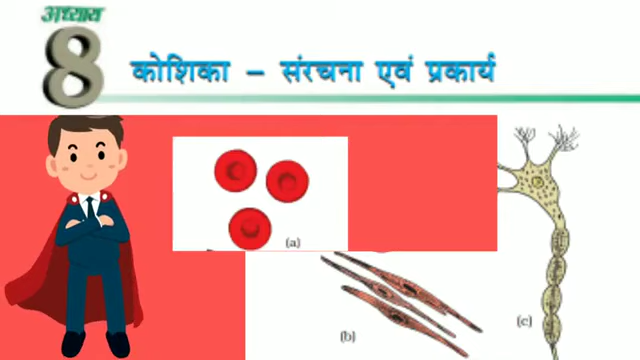 अध्याय
8
कोशिका – संरचना एवं प्रकार्य
(a)
(b)
(c)